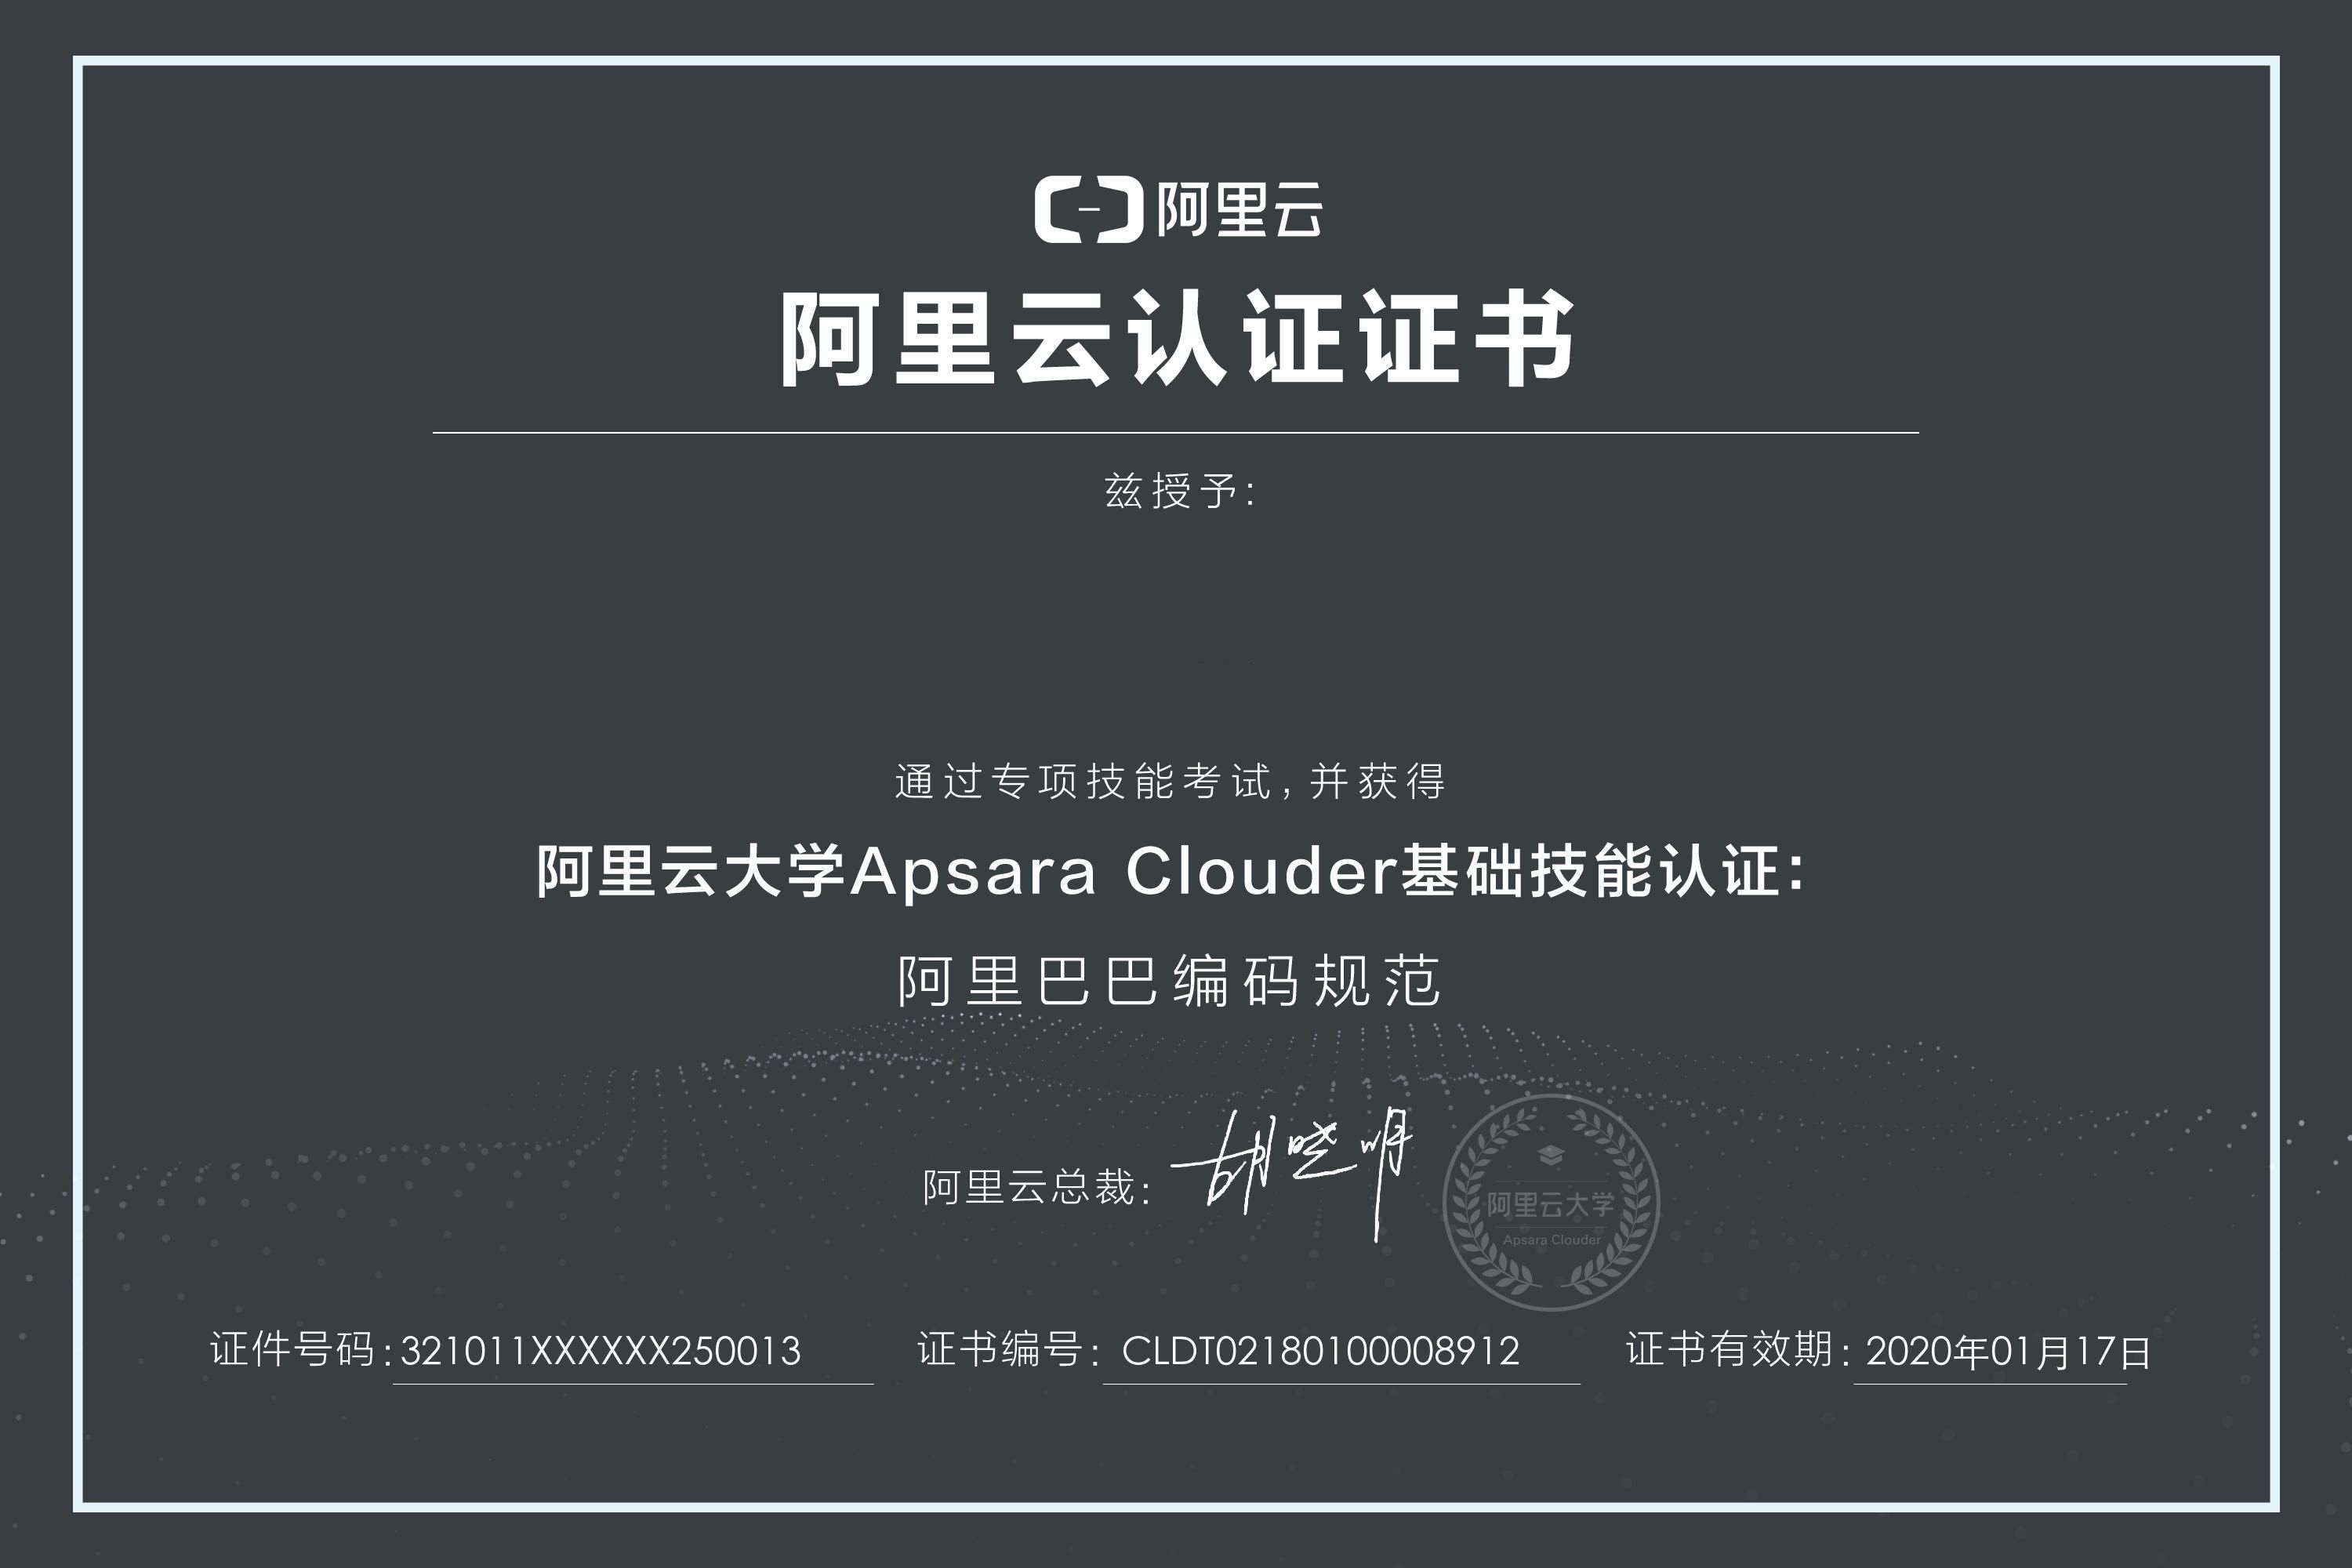 阿里云
阿里云认证证书
兹授予：
通过专项技能考试，并获得
阿里云大学Apsara Clouder基础技能认证：
阿里巴巴编码规范
阿里云总裁：胡晓明
阿里云大学
Apsara Clouder
证件号码：321011XXXXXXX250013 证书编号：CLDT02180100008912 证书有效期：2020年01月17日